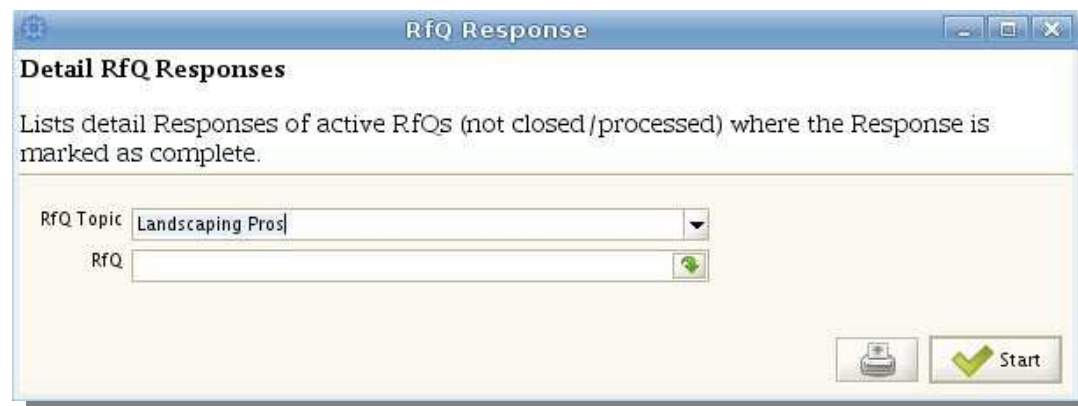 RfQ Response
Detail RfQ Responses
Lists detail Responses of active RfQs (not closed/processed) where the Response is
marked as complete.
RfQ Topic Landscaping Pros
RfQ
Start